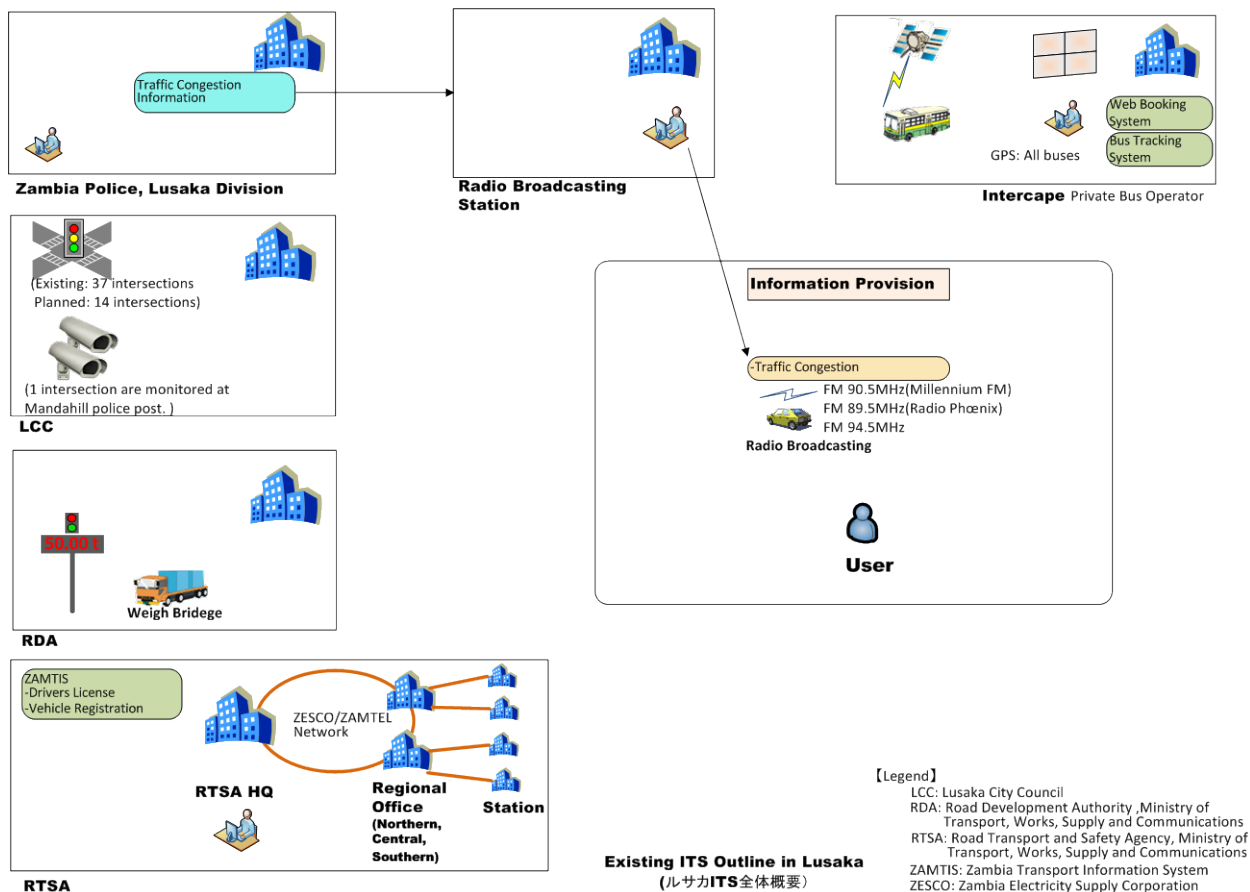 Traffic Congestion
Information
Zambia Police, Lusaka Division
Radio Broadcasting
Station
Web Booking
System
Bus Tracking
System
GPS: All buses
Intercape Private Bus Operator
(Existing: 37 intersections
Planned: 14 intersections)
(1 intersection are monitored at
Mandahill police post. )
LCC
Information Provision
-Traffic Congestion
FM 90.5MHz(Millennium FM)
FM 89.5MHz(Radio Phœnix)
FM 94.5MHz
Radio Broadcasting
User
50.00 t
Weigh Bridege
RDA
ZAMTIS
-Drivers License
-Vehicle Registration
ZESCO/ZAMTEL
Network
RTSA HQ
Regional
Office
(Northern,
Central,
Southern)
Station
RTSA
Existing ITS Outline in Lusaka
(ルサカITS全体概要)
【Legend】
LCC: Lusaka City Council
RDA: Road Development Authority ,Ministry of
Transport, Works, Supply and Communications
RTSA: Road Transport and Safety Agency, Ministry of
Transport, Works, Supply and Communications
ZAMTIS: Zambia Transport Information System
ZESCO: Zambia Electricity Supply Corporation